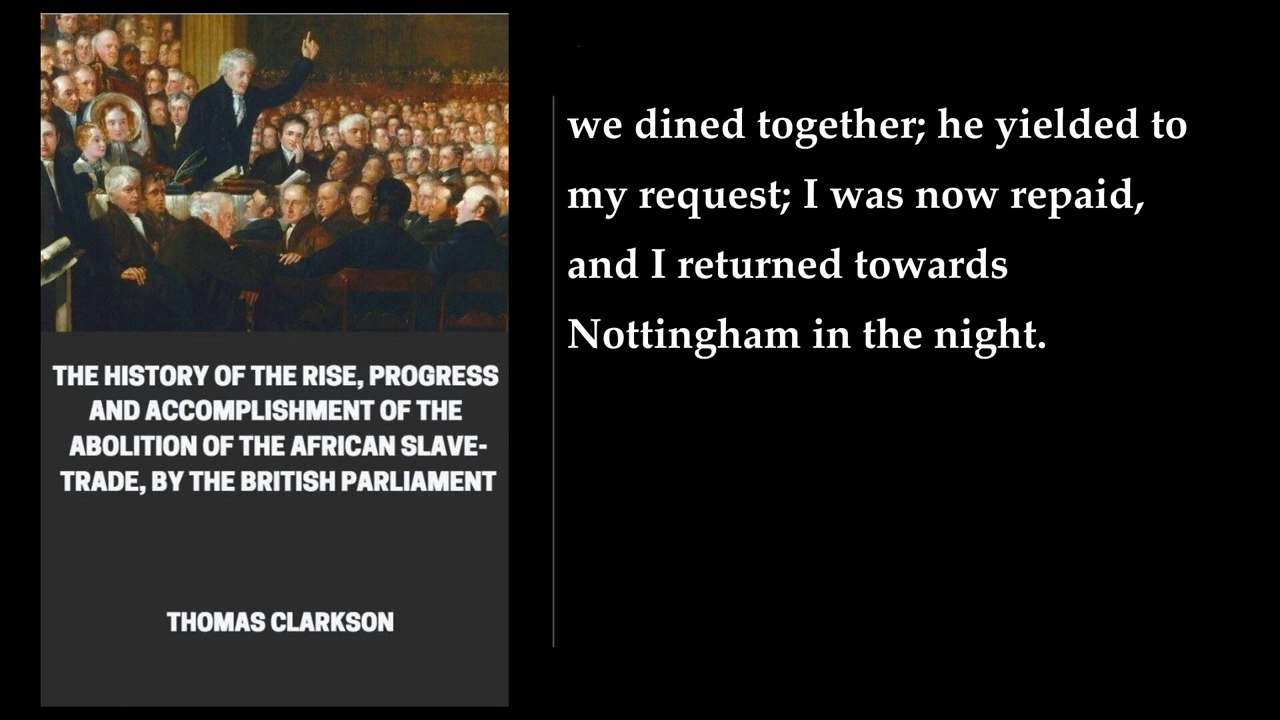 THE HISTORY OF THE RISE, PROGRESS
AND ACCOMPLISHMENT OF THE
ABOLITION OF THE AFRICAN SLAVE-
TRADE, BY THE BRITISH PARLIAMENT
THOMAS CLARKSON
we dined together; he yielded to
my request; I was now repaid,
and I returned towards
Nottingham in the night.